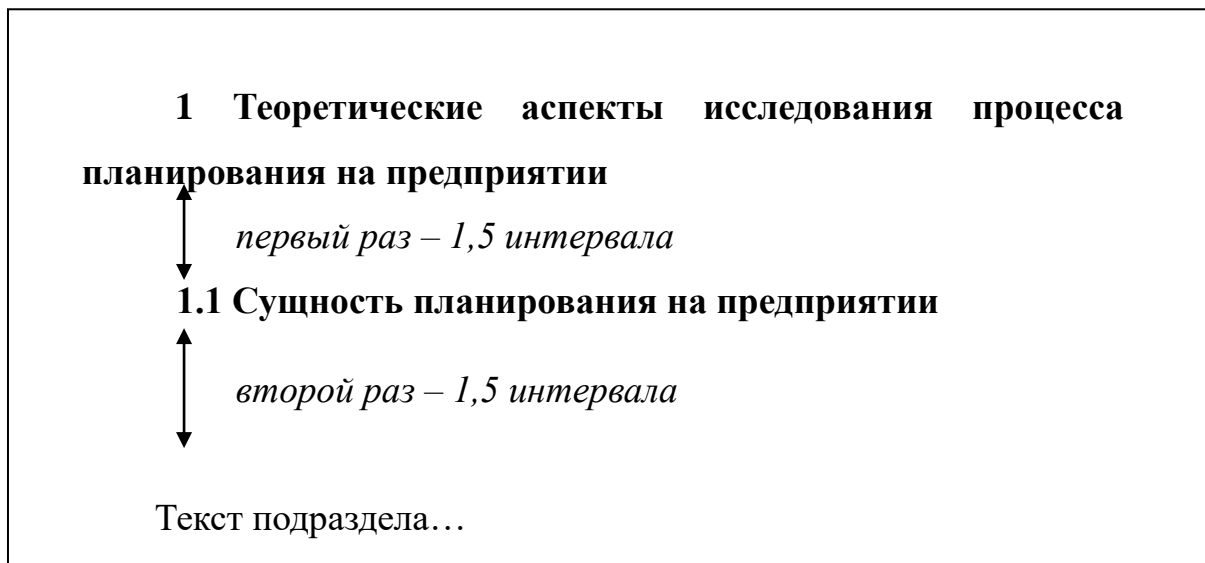 1 Теоретические аспекты исследования процесса
планирования на предприятии
первый раз – 1,5 интервала
1.1 Сущность планирования на предприятии
второй раз – 1,5 интервала
Текст подраздела…